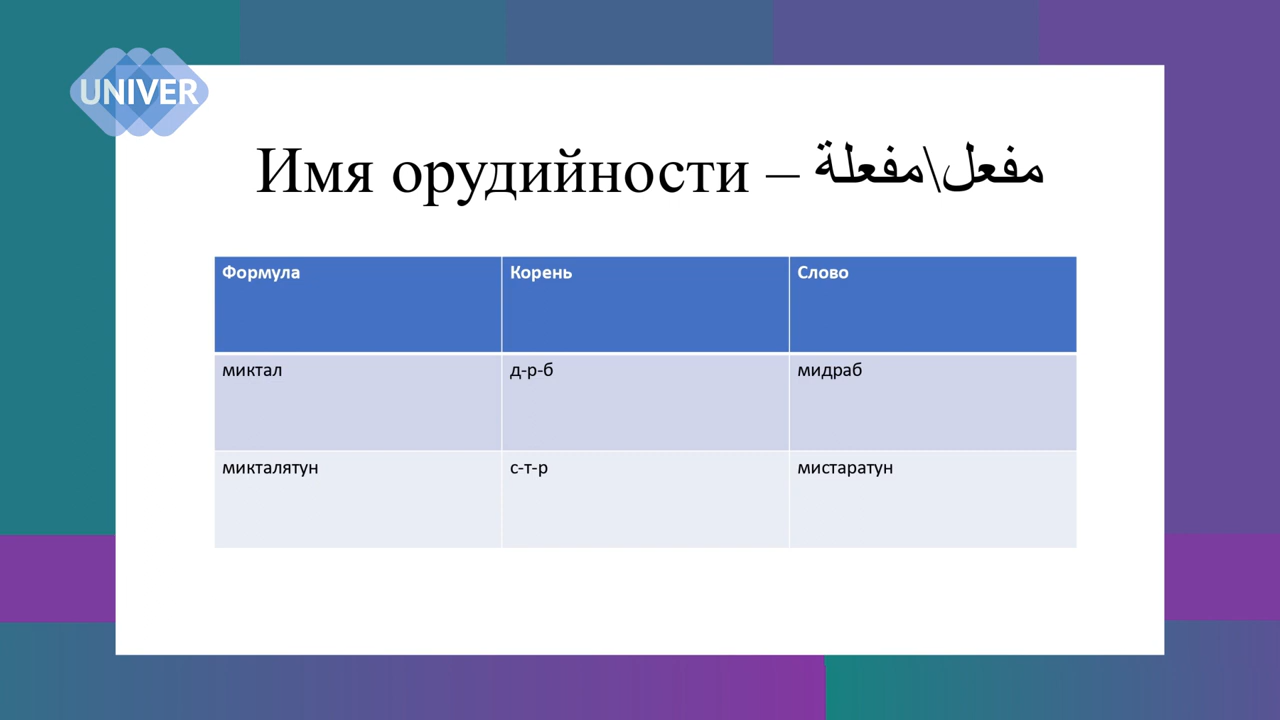 UNIVER
Имя орудийности – مفعل\مفعلة
Формула Корень Слово
миктал д-р-б мидраб
микталятун с-т-р мистаратун